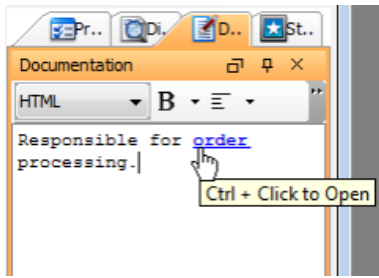 Pr.. Di. D.. St..
Documentation
HTML B
Responsible for order
processing.
Ctrl + Click to Open